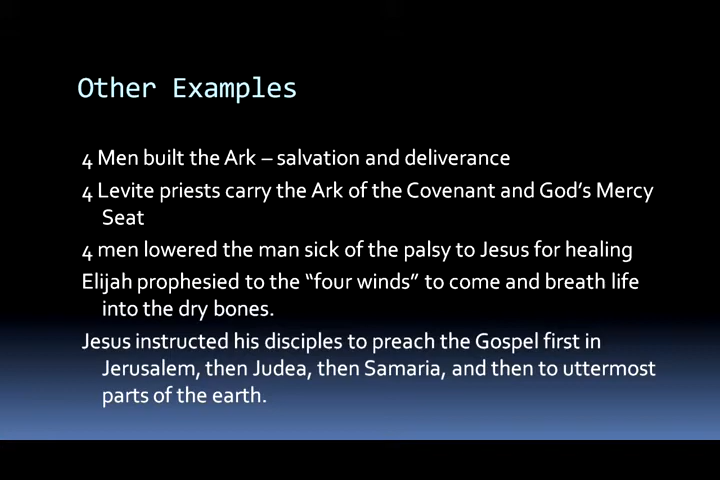 Other Examples
4 Men built the Ark – salvation and deliverance
4 Levite priests carry the Ark of the Covenant and God's Mercy
Seat
4 men lowered the man sick of the palsy to Jesus for healing
Elijah prophesied to the “four winds” to come and breath life
into the dry bones.
Jesus instructed his disciples to preach the Gospel first in
Jerusalem, then Judea, then Samaria, and then to uttermost
parts of the earth.